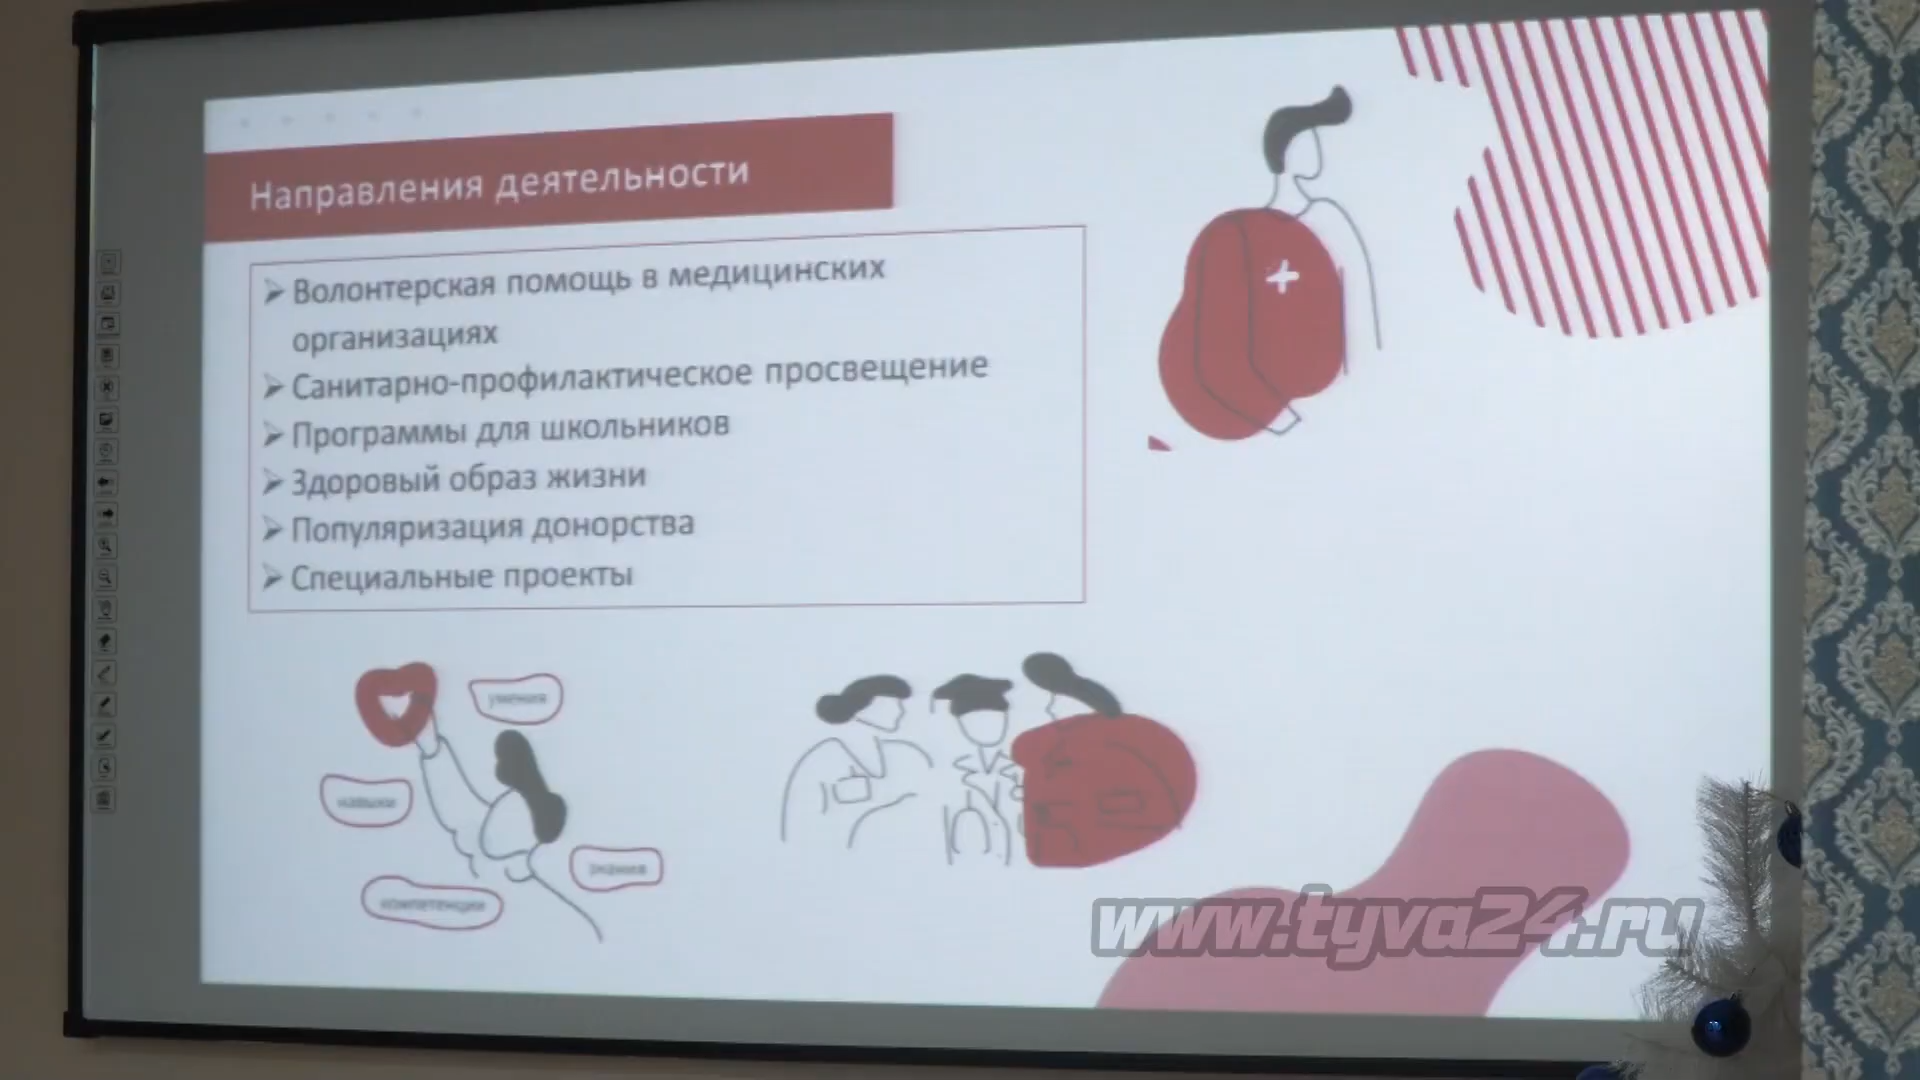 Направления деятельности
➢ Волонтерская помощь в медицинских
организациях
➢ Санитарно-профилактическое просвещение
➢ Программы для школьников
➢ Здоровый образ жизни
➢ Популяризация донорства
➢ Специальные проекты
умения
навыки
знания
компетенции
www.tyva24.ru